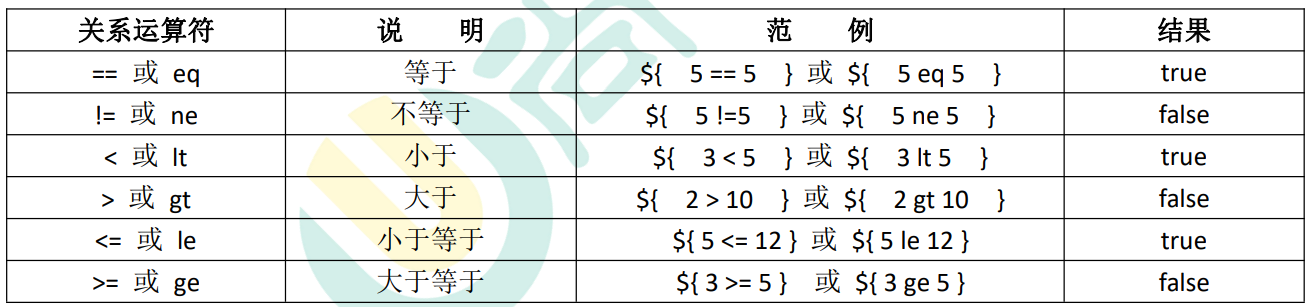 关系运算符 说 明 范 例 结果
== 或 eq 等于 ${ 5 == 5 } 或 ${ 5 eq 5 } true
!= 或 ne 不等于 ${ 5 !=5 } 或 ${ 5 ne 5 } false
< 或 lt 小于 ${ 3 < 5 } 或 ${ 3 lt 5 } true
> 或 gt 大于 ${ 2 > 10 } 或 ${ 2 gt 10 } false
<= 或 le 小于等于 ${ 5 <= 12 } 或 ${ 5 le 12 } true
>= 或 ge 大于等于 ${ 3 >= 5 } 或 ${ 3 ge 5 } false